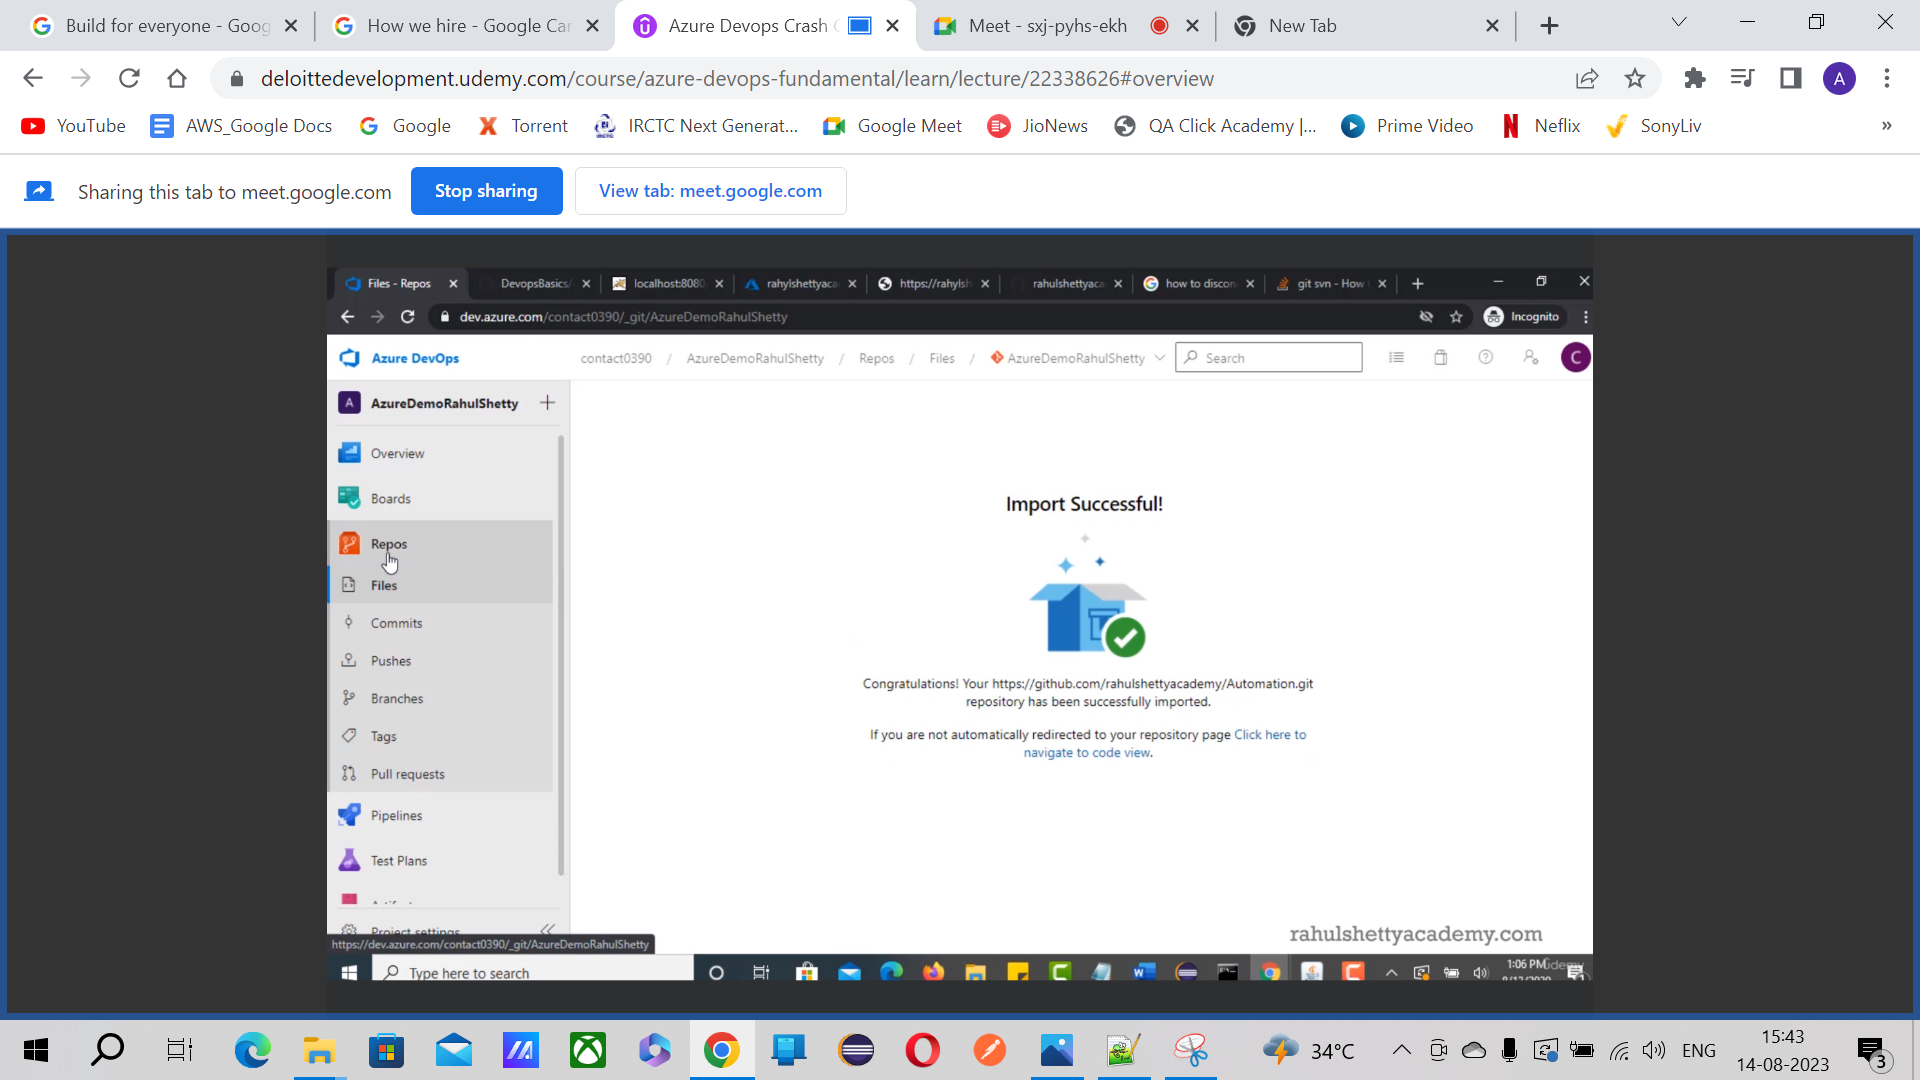 Build for everyone - Goog
How we hire - Google Car
Azure Devops Crash
Meet - sxj-pyhs-ekh
New Tab
deloittedevelopment.udemy.com/course/azure-devops-fundamental/learn/lecture/22338626#overview
A
YouTube
AWS_Google Docs
Google
Torrent
IRCTC Next Generat...
Google Meet
JioNews
QA Click Academy |...
Prime Video
Neflix
SonyLiv
»
Sharing this tab to meet.google.com
Stop sharing
View tab: meet.google.com
Files - Repos
DevopsBasics/
localhost:8080
rahylshettyaca
https://rahylsh
rahulshettyaca
how to discon
git svn - How
dev.azure.com/contact0390/_git/AzureDemoRahulShetty
Incognito
Azure DevOps
contact0390 / AzureDemoRahulShetty / Repos / Files / AzureDemoRahulShetty
Search
C
A AzureDemoRahulShetty
Overview
Boards
Repos
Files
Commits
Pushes
Branches
Tags
Pull requests
Pipelines
Test Plans
Project settings
Import Successful!
Congratulations! Your https://github.com/rahulshettyacademy/Automation.git
repository has been successfully imported.
If you are not automatically redirected to your repository page Click here to
navigate to code view.
rahulshettyacademy.com
https://dev.azure.com/contact0390/_git/AzureDemoRahulShetty
Type here to search
1:06 PM
34°C
ENG
15:43
14-08-2023
3